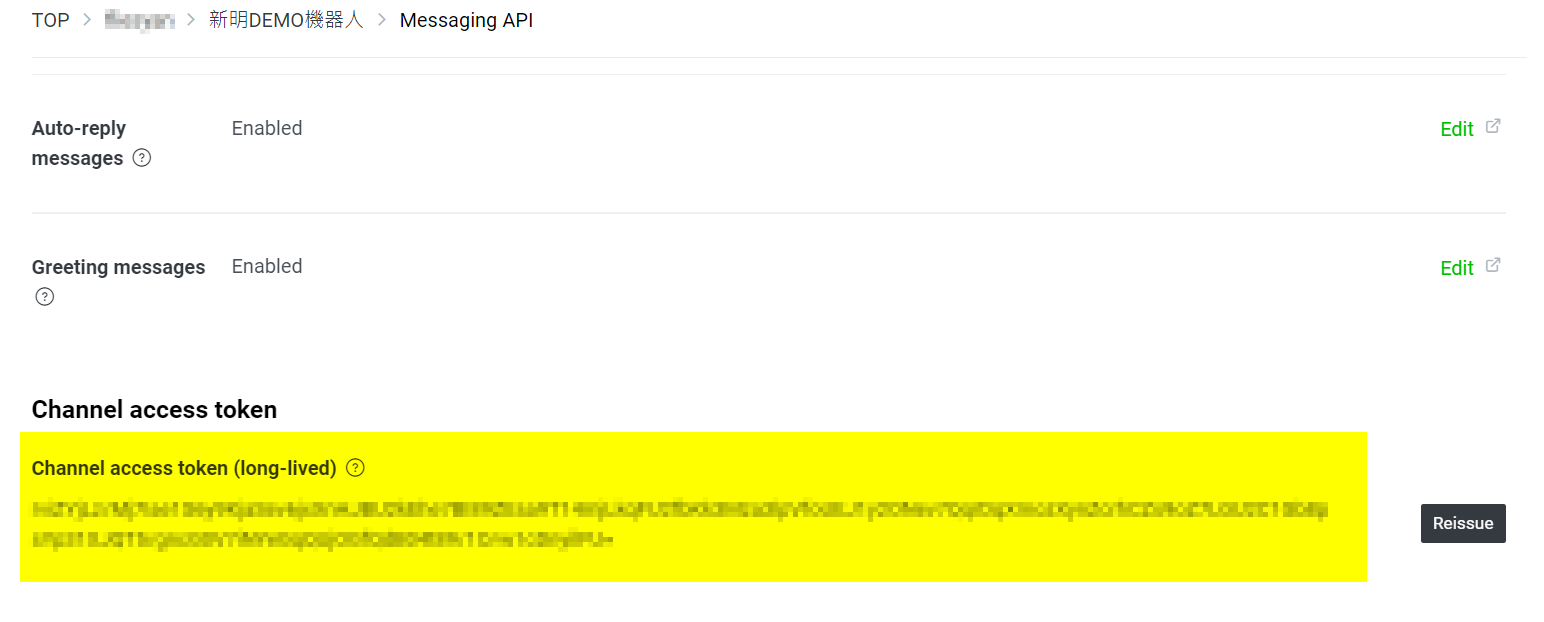 TOP > > 新明DEMO機器人 > Messaging API
Auto-reply messages Enabled Edit
Greeting messages Enabled Edit
Channel access token
Channel access token (long-lived)
Reissue